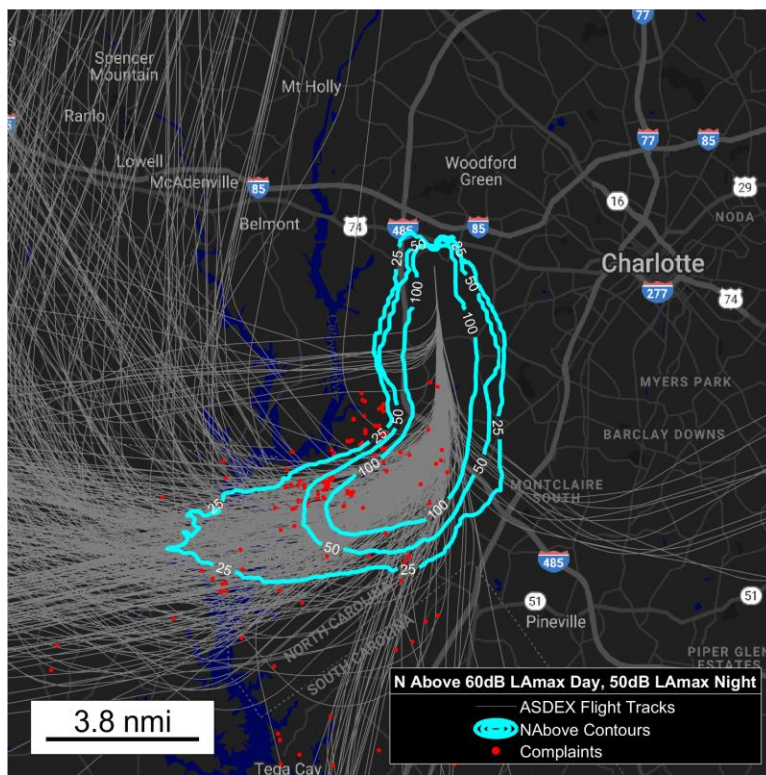 77
Spencer
Mountain
Mt Holly
Ranlo
77
85
Lowell
McAdenville
85
Woodford
Green
16
29
NODA
Belmont
74
485
85
Charlotte
277
74
25
50
25
50
100
100
MYERS PARK
50
25
25
BARCLAY DOWNS
100
50
MONTCLAIRE
SOUTH
25
100
50
25
25
485
51
51
Pineville
NORTH CAROLINA
SOUTH CAROLINA
PIPER GLEN
ESTATES
N Above 60dB LAmax Day, 50dB LAmax Night
ASDEX Flight Tracks
NAbove Contours
Complaints
3.8 nmi
Tega Cay